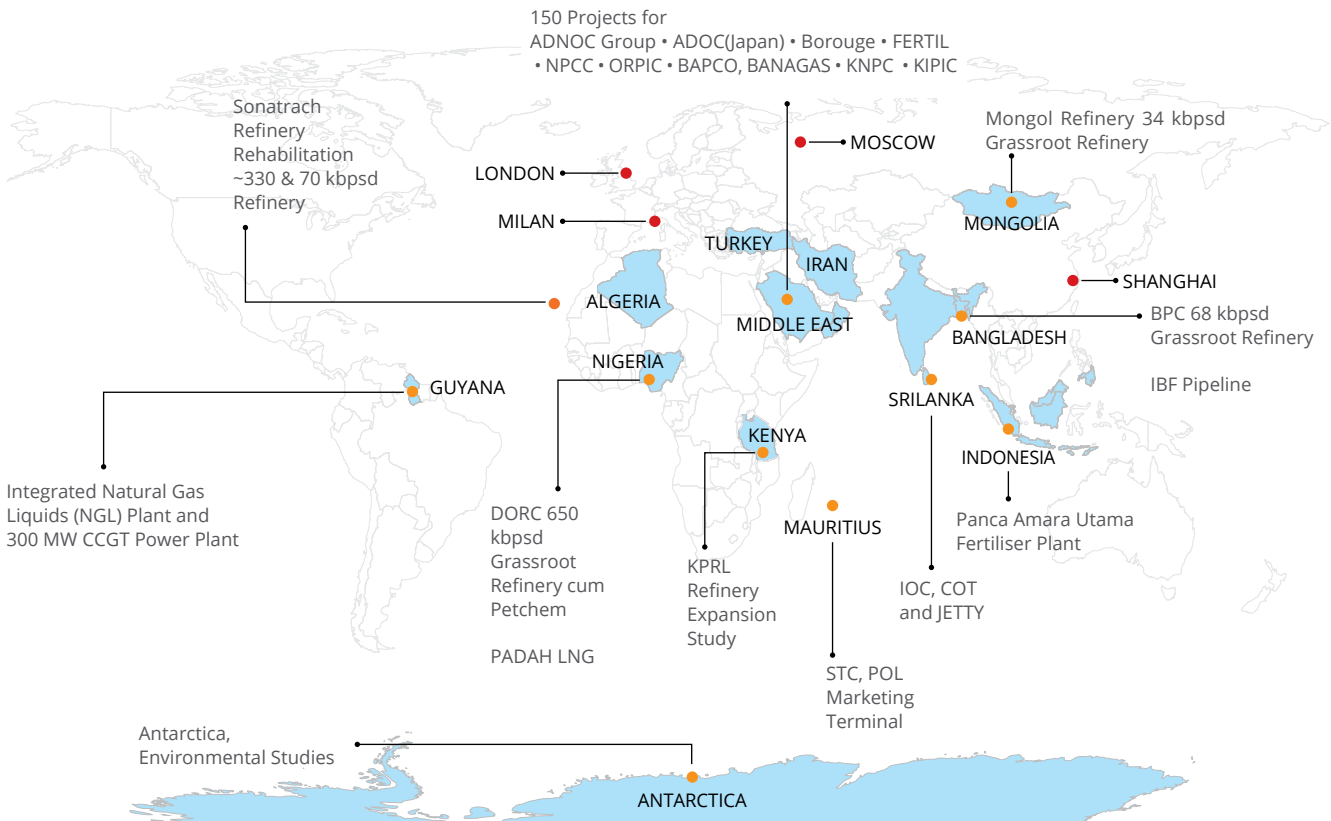 150 Projects for
ADNOC Group • ADOC(Japan) • Borouge • FERTIL
• NPCC • ORPIC • BAPCO, BANAGAS • KNPC • KIPIC
Sonatrach
Refinery
Rehabilitation
~330 & 70 kbpsd
Refinery
LONDON
MILAN
MOSCOW
Mongol Refinery 34 kbpsd
Grassroot Refinery
MONGOLIA
TURKEY
IRAN
ALGERIA
MIDDLE EAST
SHANGHAI
BPC 68 kbpsd
Grassroot Refinery
IBF Pipeline
BANGLADESH
NIGERIA
GUYANA
SRILANKA
KENYA
INDONESIA
Integrated Natural Gas
Liquids (NGL) Plant and
300 MW CCGT Power Plant
DORC 650
kbpsd
Grassroot
Refinery cum
Petchem
PADAH LNG
KPRL
Refinery
Expansion
Study
MAURITIUS
STC, POL
Marketing
Terminal
IOC, COT
and JETTY
Panca Amara Utama
Fertiliser Plant
Antarctica,
Environmental Studies
ANTARCTICA